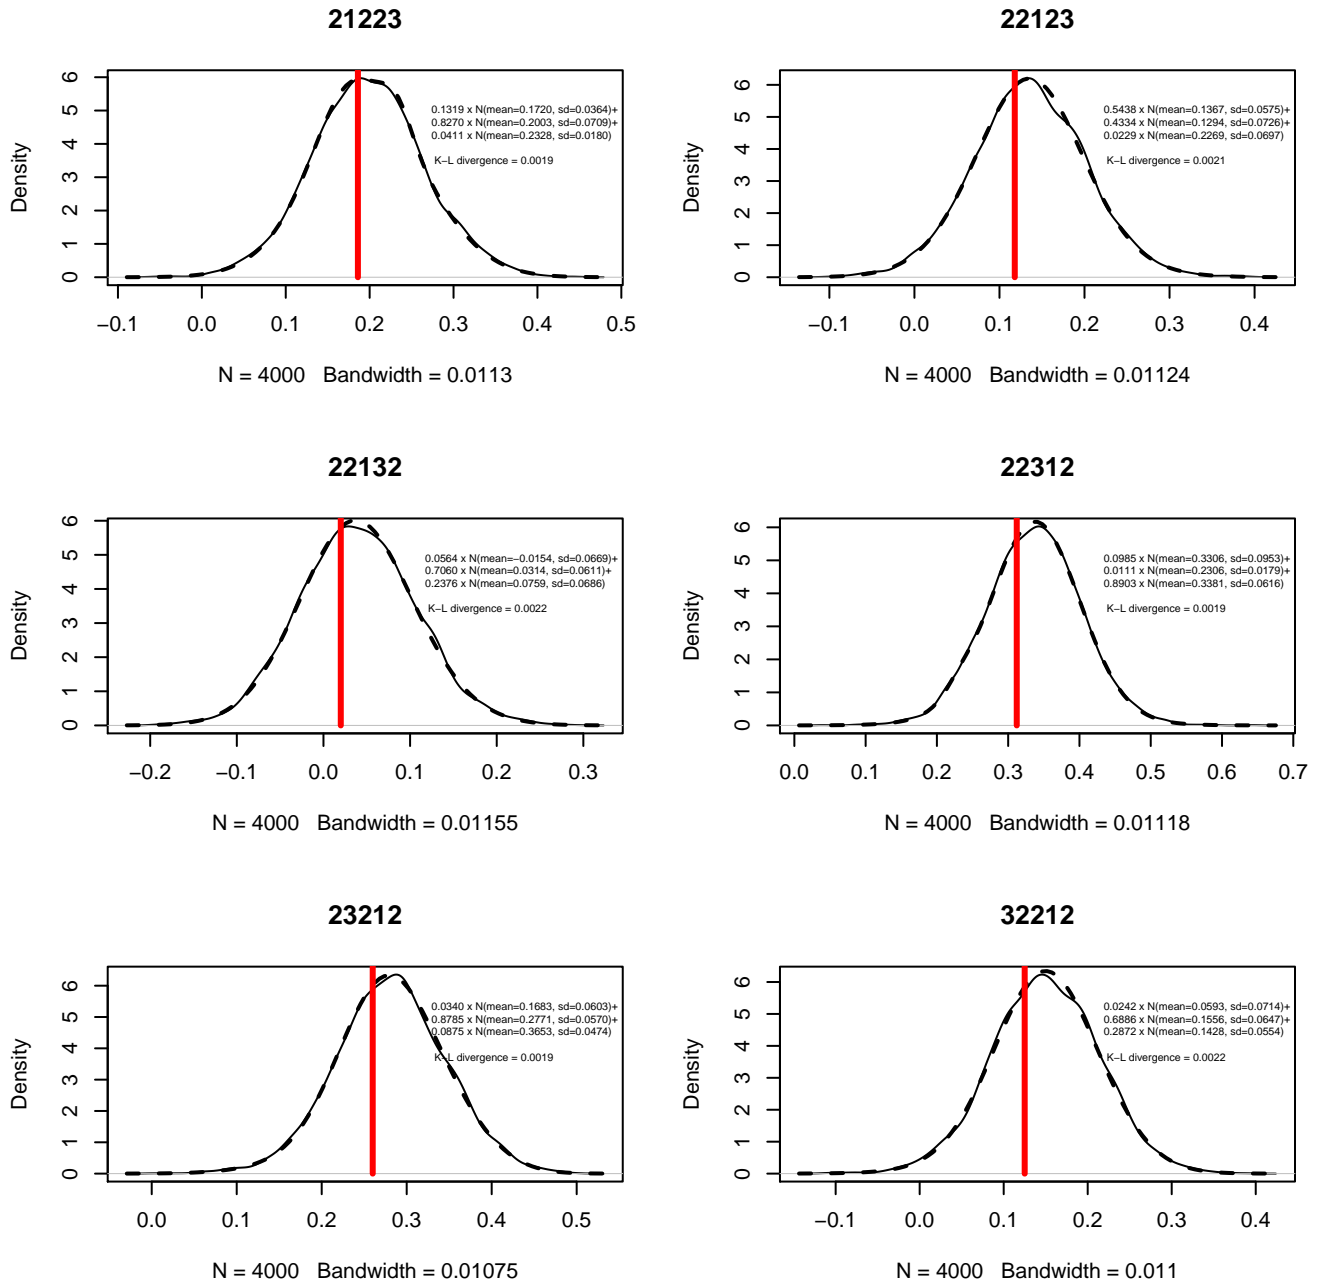 21223
Density
0 1 2 3 4 5 6
0.1319 x N(mean=0.1720, sd=0.0364)+
0.8270 x N(mean=0.2003, sd=0.0709)+
0.0411 x N(mean=0.2328, sd=0.0180)
K−L divergence = 0.0019
−0.1 0.0 0.1 0.2 0.3 0.4 0.5
N = 4000 Bandwidth = 0.0113
22123
Density
0 1 2 3 4 5 6
0.5438 x N(mean=0.1367, sd=0.0575)+
0.4334 x N(mean=0.1294, sd=0.0726)+
0.0229 x N(mean=0.2269, sd=0.0697)
K−L divergence = 0.0021
−0.1 0.0 0.1 0.2 0.3 0.4
N = 4000 Bandwidth = 0.01124
22132
Density
0 1 2 3 4 5 6
0.0564 x N(mean=−0.0154, sd=0.0669)+
0.7060 x N(mean=0.0314, sd=0.0611)+
0.2376 x N(mean=0.0759, sd=0.0686)
K−L divergence = 0.0022
−0.2 −0.1 0.0 0.1 0.2 0.3
N = 4000 Bandwidth = 0.01155
22312
Density
0 1 2 3 4 5 6
0.0985 x N(mean=0.3306, sd=0.0953)+
0.0111 x N(mean=0.2306, sd=0.0179)+
0.8903 x N(mean=0.3381, sd=0.0616)
K−L divergence = 0.0019
0.0 0.1 0.2 0.3 0.4 0.5 0.6 0.7
N = 4000 Bandwidth = 0.01118
23212
Density
0 1 2 3 4 5 6
0.0340 x N(mean=0.1683, sd=0.0603)+
0.8785 x N(mean=0.2771, sd=0.0570)+
0.0875 x N(mean=0.3653, sd=0.0474)
K−L divergence = 0.0019
0.0 0.1 0.2 0.3 0.4 0.5
N = 4000 Bandwidth = 0.01075
32212
Density
0 1 2 3 4 5 6
0.0242 x N(mean=0.0593, sd=0.0714)+
0.6886 x N(mean=0.1556, sd=0.0647)+
0.2872 x N(mean=0.1428, sd=0.0554)
K−L divergence = 0.0022
−0.1 0.0 0.1 0.2 0.3 0.4
N = 4000 Bandwidth = 0.011